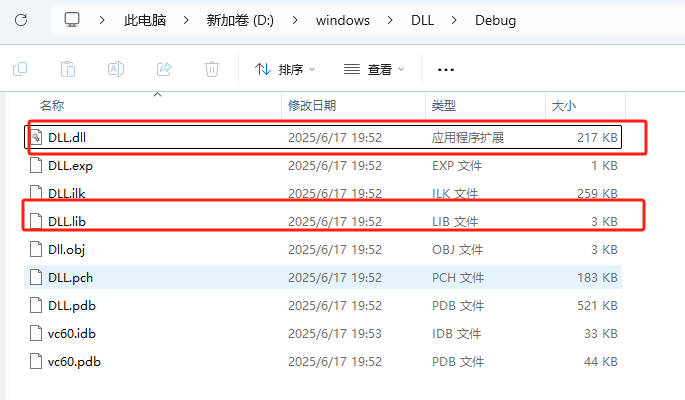 此电脑 > 新加卷 (D:) > windows > DLL > Debug
排序 查看 ...
名称 修改日期 类型 大小
DLL.dll 2025/6/17 19:52 应用程序扩展 217 KB
DLL.exp 2025/6/17 19:52 EXP 文件 1 KB
DLL.ilk 2025/6/17 19:52 ILK 文件 259 KB
DLL.lib 2025/6/17 19:52 LIB 文件 3 KB
Dll.obj 2025/6/17 19:52 OBJ 文件 3 KB
DLL.pch 2025/6/17 19:52 PCH 文件 183 KB
DLL.pdb 2025/6/17 19:52 PDB 文件 521 KB
vc60.idb 2025/6/17 19:53 IDB 文件 33 KB
vc60.pdb 2025/6/17 19:52 PDB 文件 44 KB